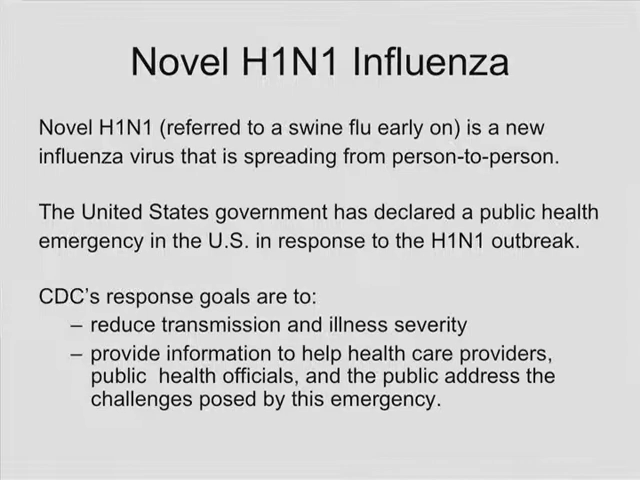 Novel H1N1 Influenza
Novel H1N1 (referred to a swine flu early on) is a new
influenza virus that is spreading from person-to-person.
The United States government has declared a public health
emergency in the U.S. in response to the H1N1 outbreak.
CDC's response goals are to:
– reduce transmission and illness severity
– provide information to help health care providers,
public health officials, and the public address the
challenges posed by this emergency.